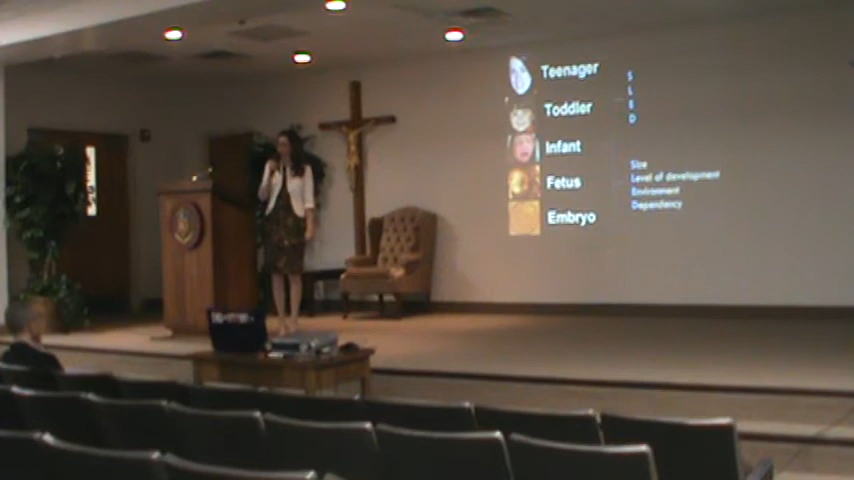 Teenager
Toddler
Infant
Fetus
Embryo
S
L
E
D
Size
Level of development
Environment
Dependency